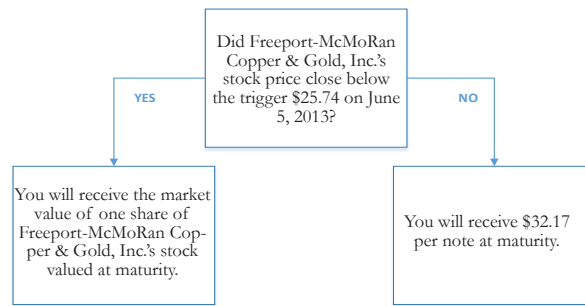 Did Freeport-McMoRan
Copper & Gold, Inc.'s
stock price close below
the trigger $25.74 on June
5, 2013?
YES
NO
You will receive the market
value of one share of
Freeport-McMoRan Cop-
per & Gold, Inc.'s stock
valued at maturity.
You will receive $32.17
per note at maturity.